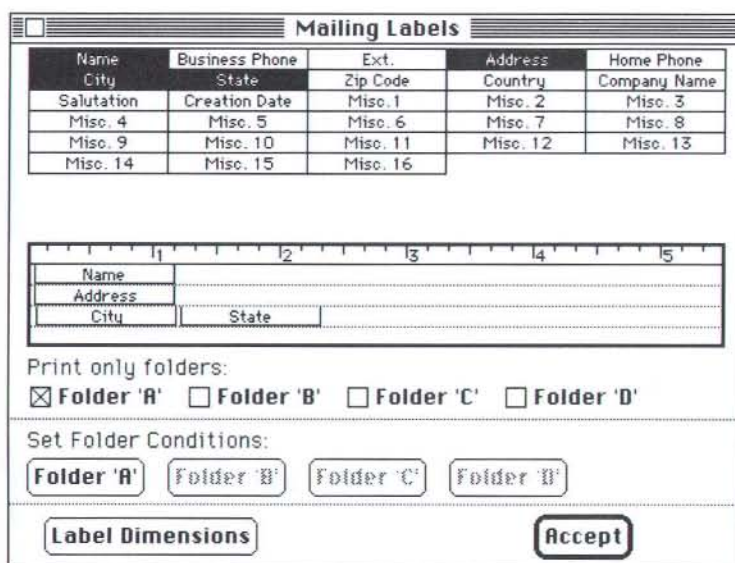 Mailing Labels
Name Business Phone Ext. Address Home Phone
City State Zip Code Country Company Name
Salutation Creation Date Misc.1 Misc. 2 Misc. 3
Misc. 4 Misc. 5 Misc. 6 Misc. 7 Misc. 8
Misc. 9 Misc. 10 Misc. 11 Misc. 12 Misc. 13
Misc. 14 Misc. 15 Misc. 16
1 2 3 4 5
Name
Address
City State
Print only folders:
Folder 'A' Folder 'B' Folder 'C' Folder 'D'
Set Folder Conditions:
Folder 'A' Folder 'B' Folder 'C' Folder 'D'
Label Dimensions Accept